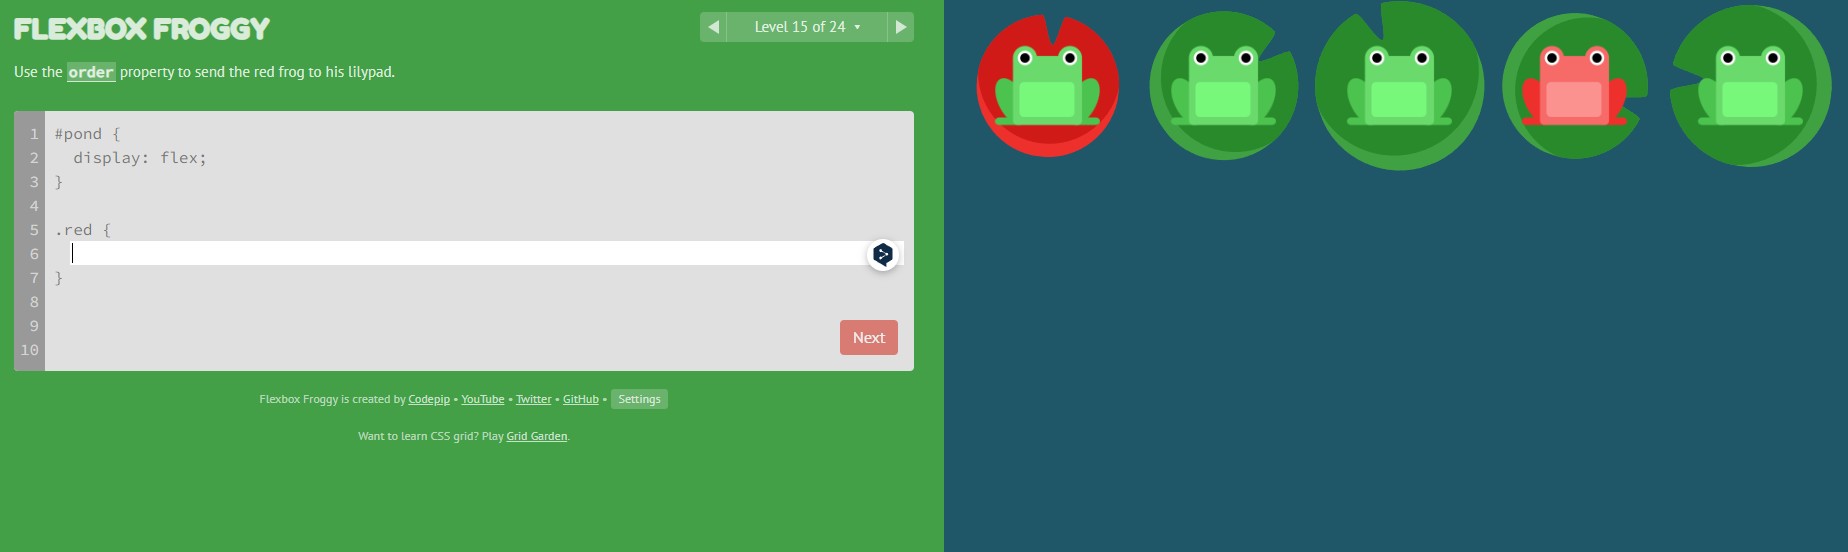 FLEXBOX FROGGY
Level 15 of 24
Use the order property to send the red frog to his lilypad.
1 #pond {
2 display: flex;
3 }
4
5 .red {
6
7 }
8
9
10
Next
Flexbox Froggy is created by Codepip • YouTube • Twitter • GitHub • Settings
Want to learn CSS grid? Play Grid Garden.